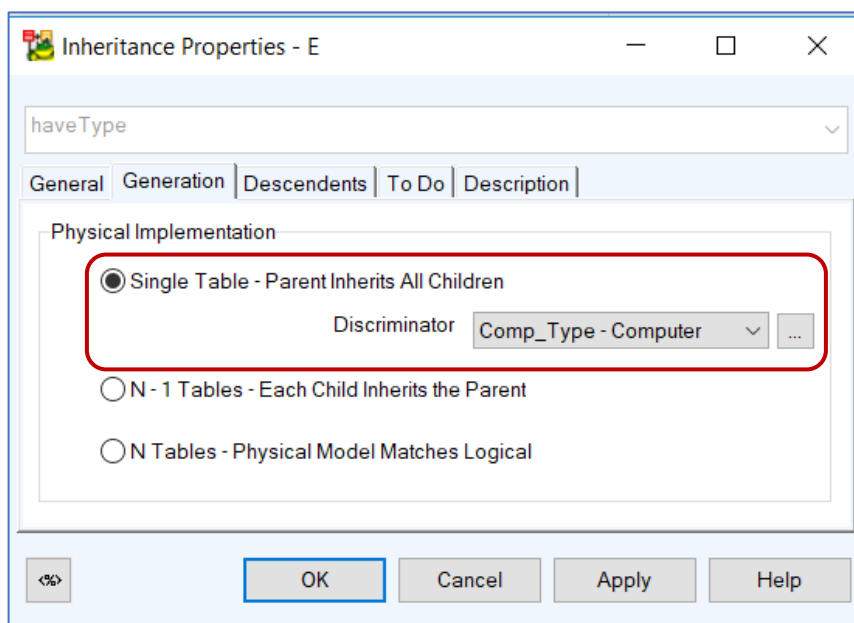 Inheritance Properties - E
haveType
General Generation Descendents To Do Description
Physical Implementation
Single Table - Parent Inherits All Children
Discriminator Comp_Type - Computer ...
N - 1 Tables - Each Child Inherits the Parent
N Tables - Physical Model Matches Logical
<%> OK Cancel Apply Help